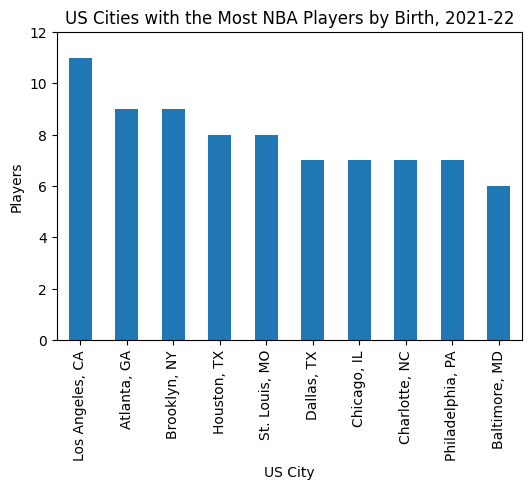 US Cities with the Most NBA Players by Birth, 2021-22
12
10
8
6
4
2
0
Players
Los Angeles, CA
Atlanta, GA
Brooklyn, NY
Houston, TX
St. Louis, MO
Dallas, TX
Chicago, IL
Charlotte, NC
Philadelphia, PA
Baltimore, MD
US City